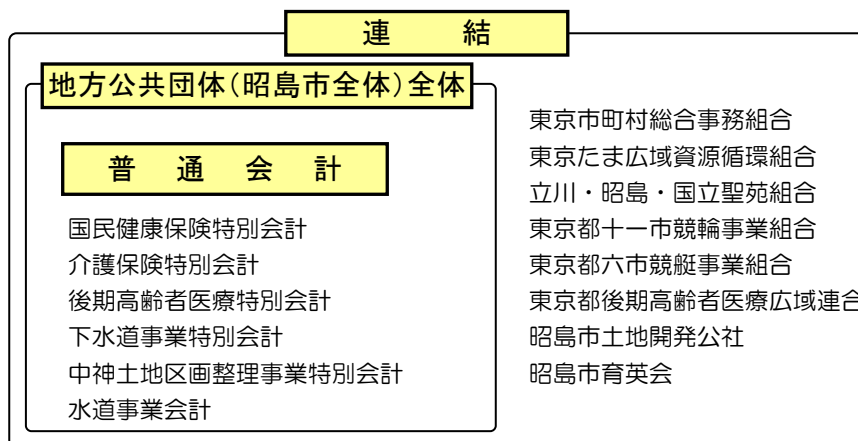 連結
地方公共団体(昭島市全体)全体
普通会計
国民健康保険特別会計
介護保険特別会計
後期高齢者医療特別会計
下水道事業特別会計
中神土地区画整理事業特別会計
水道事業会計
東京市町村総合事務組合
東京たま広域資源循環組合
立川・昭島・国立聖苑組合
東京都十一市競輪事業組合
東京都六市競艇事業組合
東京都後期高齢者医療広域連合
昭島市土地開発公社
昭島市育英会